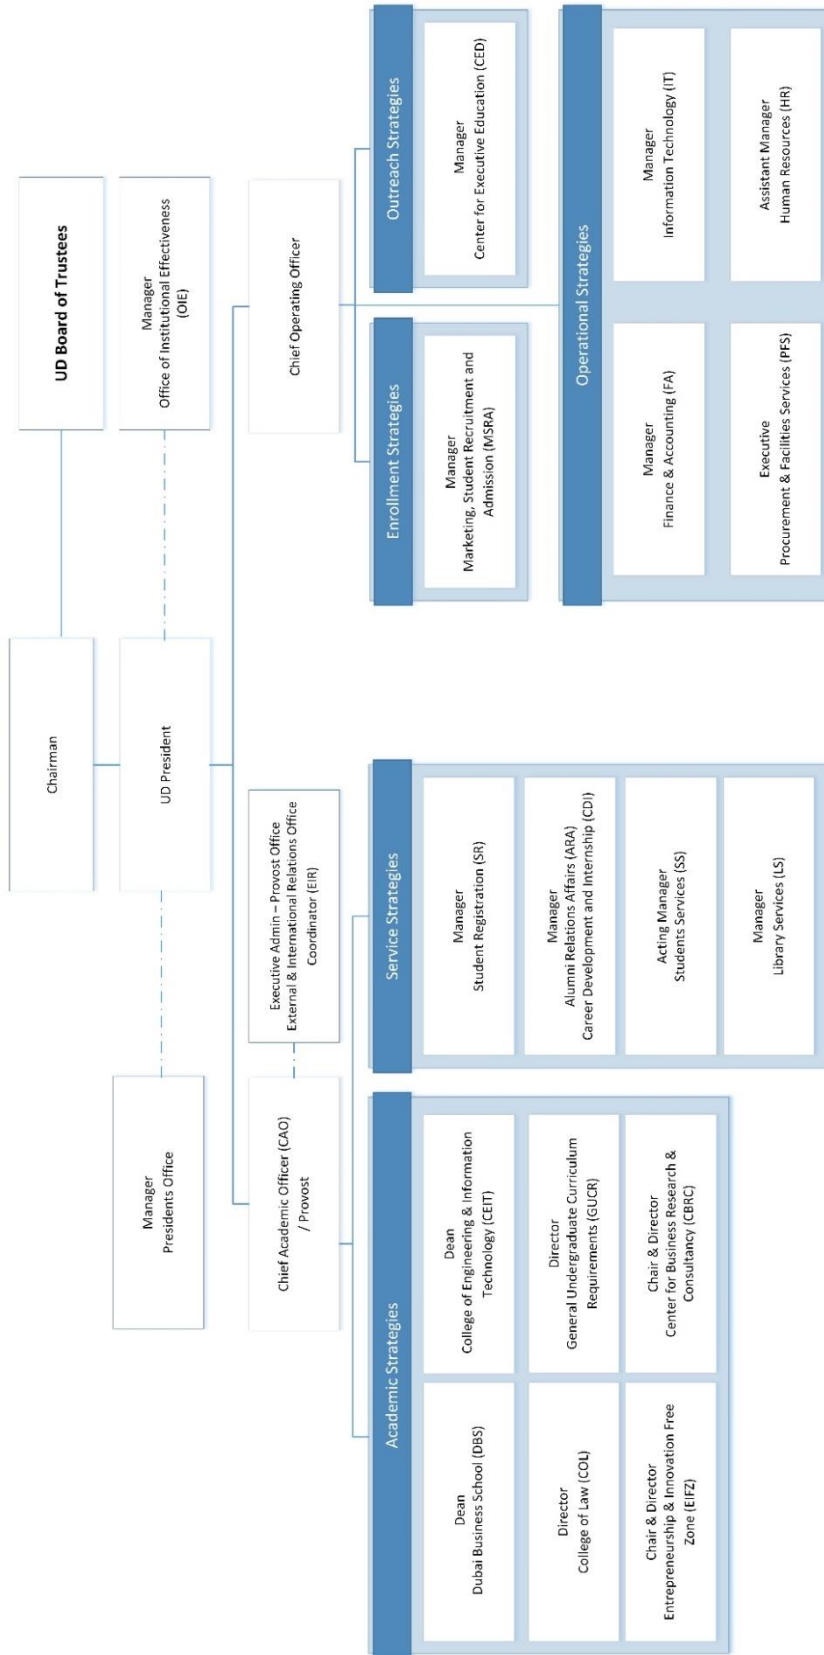 Chairman
UD Board of Trustees
Manager
Presidents Office
UD President
Manager
Office of Institutional Effectiveness
(OIE)
Chief Academic Officer (CAO)
/ Provost
Executive Admin – Provost Office
External & International Relations Office
Coordinator (EIR)
Chief Operating Officer
Academic Strategies
Dean
Dubai Business School (DBS)
Dean
College of Engineering & Information
Technology (CEIT)
Director
College of Law (COL)
Director
General Undergraduate Curriculum
Requirements (GUCR)
Chair & Director
Entrepreneurship & Innovation Free
Zone (EIFZ)
Chair & Director
Center for Business Research &
Consultancy (CBRC)
Service Strategies
Manager
Student Registration (SR)
Manager
Alumni Relations Affairs (ARA)
Career Development and Internship (CDI)
Acting Manager
Students Services (SS)
Manager
Library Services (LS)
Enrollment Strategies
Manager
Marketing, Student Recruitment and
Admission (MSRA)
Outreach Strategies
Manager
Center for Executive Education (CED)
Operational Strategies
Manager
Finance & Accounting (FA)
Manager
Information Technology (IT)
Executive
Procurement & Facilities Services (PFS)
Assistant Manager
Human Resources (HR)